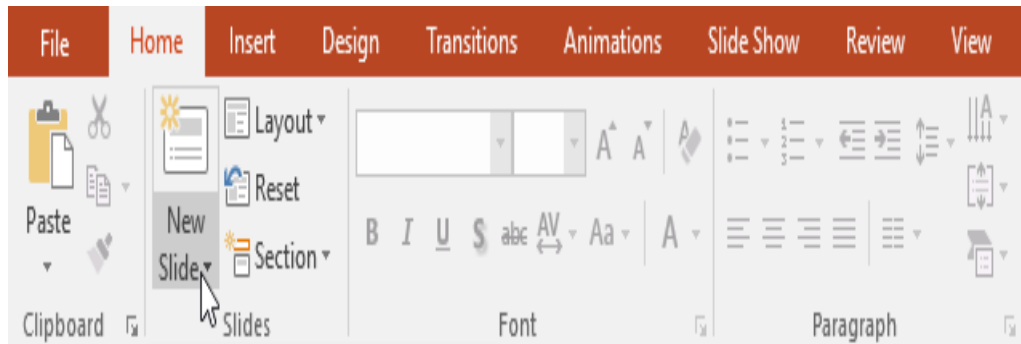 File Home Insert Design Transitions Animations Slide Show Review View
Layout
Reset
Paste New B I U S abc AV Aa A
Slide Section
Clipboard Slides Font Paragraph